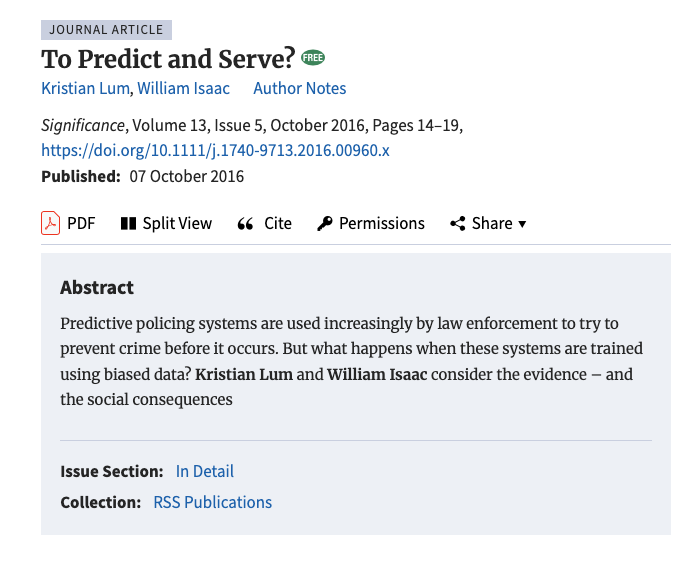 JOURNAL ARTICLE
To Predict and Serve? FREE
Kristian Lum, William Isaac Author Notes
Significance, Volume 13, Issue 5, October 2016, Pages 14–19,
https://doi.org/10.1111/j.1740-9713.2016.00960.x
Published: 07 October 2016
PDF Split View Cite Permissions Share
Abstract
Predictive policing systems are used increasingly by law enforcement to try to
prevent crime before it occurs. But what happens when these systems are trained
using biased data? Kristian Lum and William Isaac consider the evidence – and
the social consequences
Issue Section: In Detail
Collection: RSS Publications